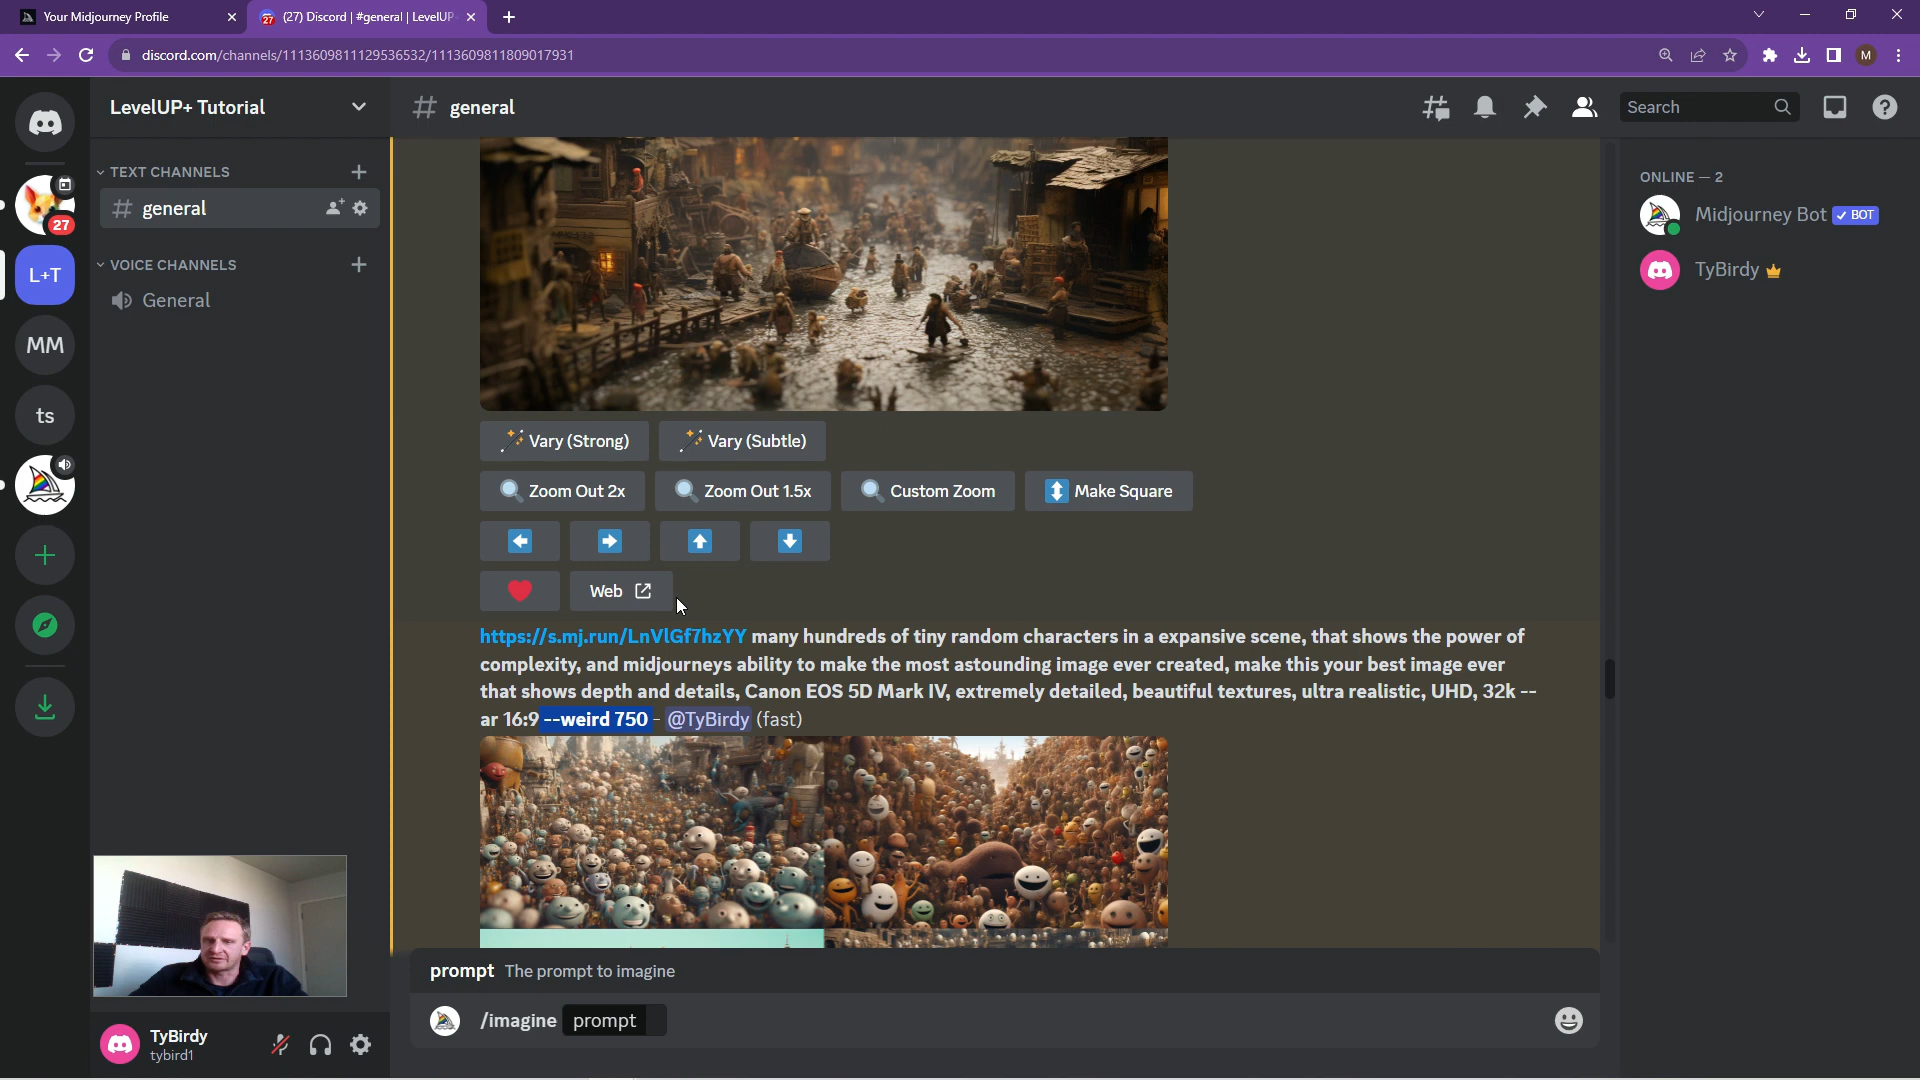 Your Midjourney Profile
(27) Discord | #general | LevelUP
27
discord.com/channels/1113609811129536532/1113609811809017931
M
LevelUP+ Tutorial
general
Search
TEXT CHANNELS
general
27
L+T
VOICE CHANNELS
General
MM
ts
ONLINE — 2
Midjourney Bot ✓ BOT
TyBirdy
Vary (Strong)
Vary (Subtle)
Zoom Out 2x
Zoom Out 1.5x
Custom Zoom
Make Square
Web
https://s.mj.run/LnVlGf7hzYY many hundreds of tiny random characters in a expansive scene, that shows the power of
complexity, and midjourneys ability to make the most astounding image ever created, make this your best image ever
that shows depth and details, Canon EOS 5D Mark IV, extremely detailed, beautiful textures, ultra realistic, UHD, 32k --
ar 16:9 --weird 750 - @TyBirdy (fast)
prompt The prompt to imagine
/imagine prompt
TyBirdy
tybird1